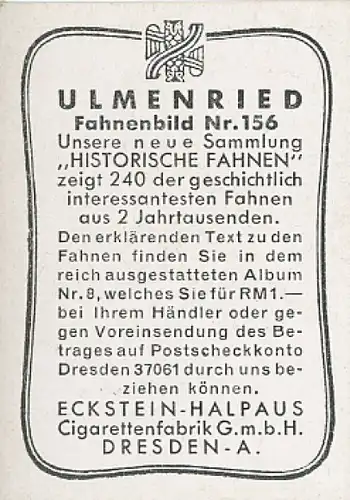 ULMENRIED
Fahnenbild Nr. 156
Unsere neue Sammlung
„HISTORISCHE FAHNEN"
zeigt 240 der geschichtlich
interessantesten Fahnen
aus 2 Jahrtausenden.
Den erklärenden Text zu den
Fahnen finden Sie in dem
reich ausgestatteten Album
Nr. 8, welches Sie für RM 1.—
bei Ihrem Händler oder ge-
gen Voreinsendung des Be-
trages auf Postscheckkonto
Dresden 37061 durch uns be-
ziehen können.
ECKSTEIN-HALPAUS
Cigarettenfabrik G.m.b.H.
DRESDEN-A.